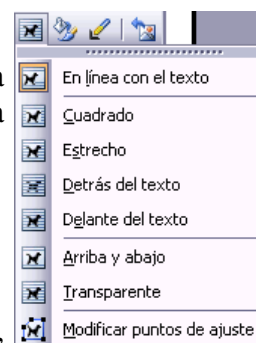 En línea con el texto
Cuadrado
Estrecho
Detrás del texto
Delante del texto
Arriba y abajo
Transparente
Modificar puntos de ajuste